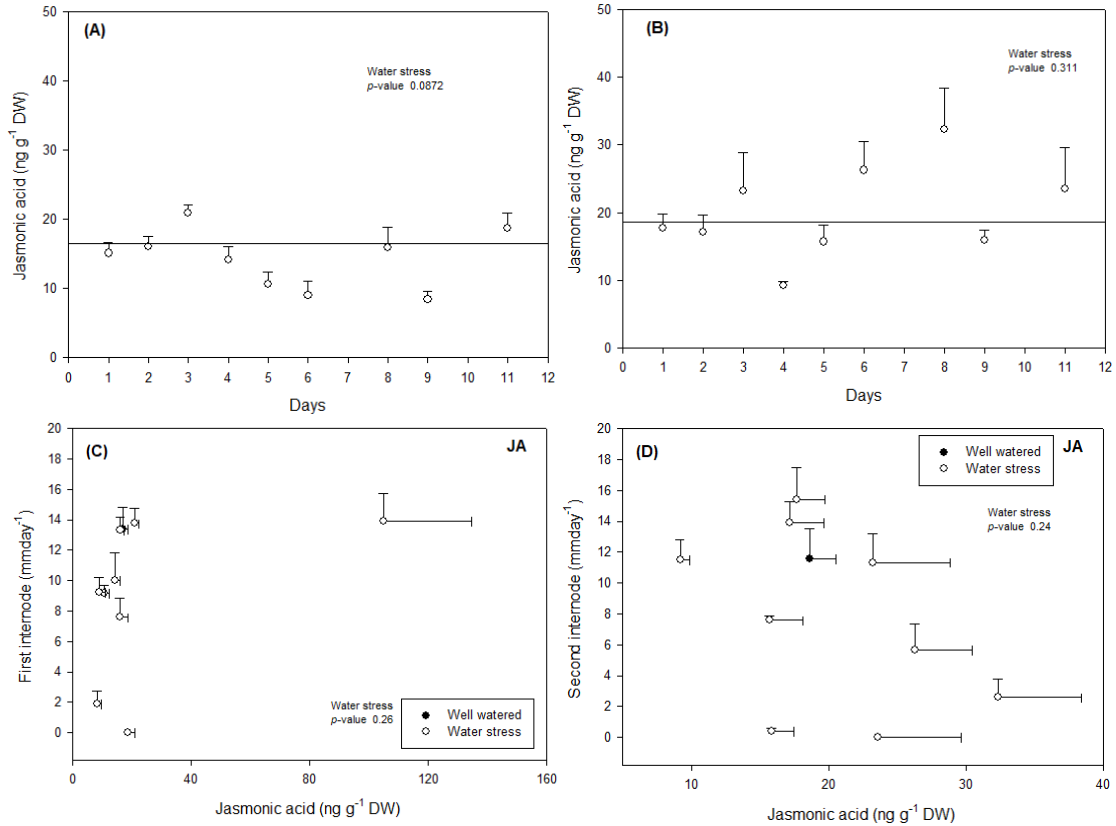 (A)
Water stress
p-value 0.0872
Jasmonic acid (ng g-1 DW)
50
40
30
20
10
0
0 1 2 3 4 5 6 7 8 9 11 12
Days
(B)
Water stress
p-value 0.311
Jasmonic acid (ng g-1 DW)
50
40
30
20
10
0
0 1 2 3 4 5 6 7 8 9 11 12
Days
(C)
JA
First internode (mmday-1)
20
18
16
14
12
10
8
6
4
2
0
Water stress
p-value 0.26
Well watered
Water stress
0 40 80 120 160
Jasmonic acid (ng g-1 DW)
(D)
JA
Well watered
Water stress
Water stress
p-value 0.24
Second internode (mmday-1)
20
18
16
14
12
10
8
6
4
2
0
10 20 30 40
Jasmonic acid (ng g-1 DW)